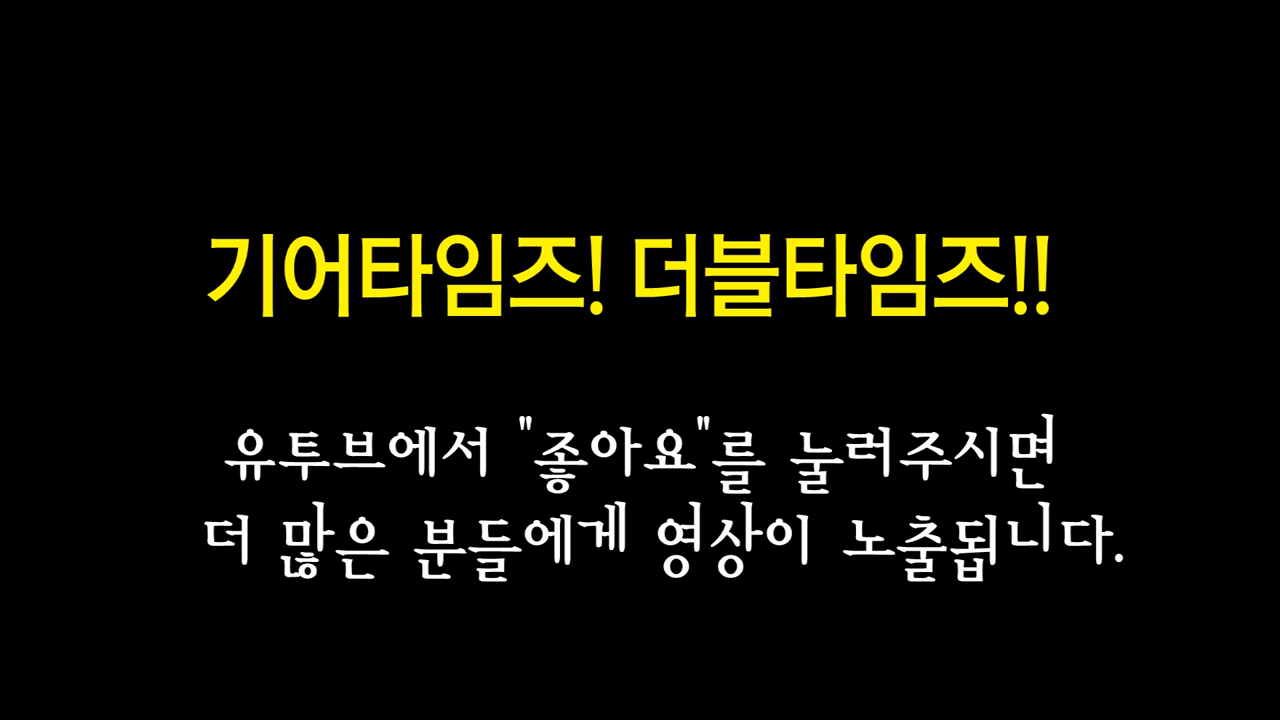 기어타임즈! 더블타임즈!!
유투브에서 "좋아요"를 눌러주시면
더 많은 분들에게 영상이 노출됩니다.